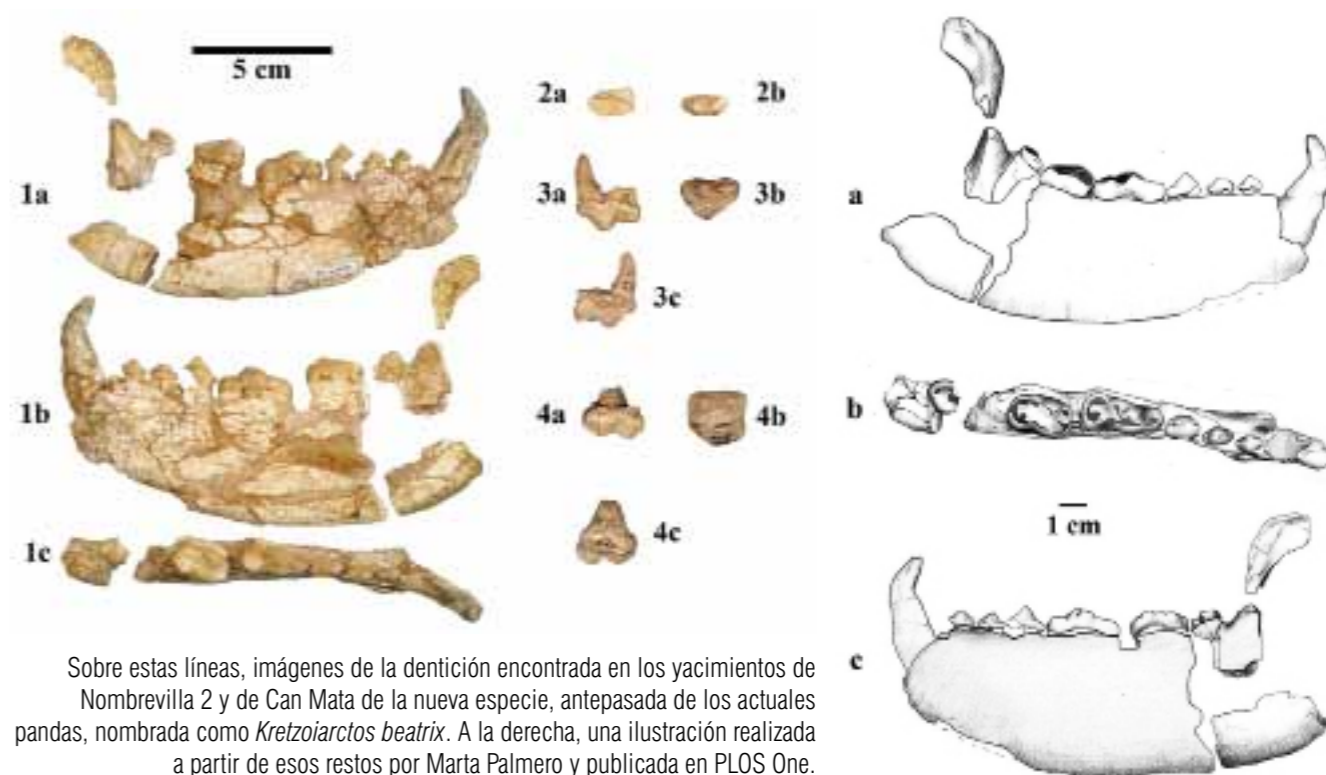 5 cm
2a
2b
1a
3a
3b
3c
1b
4a
4b
1c
4c
a
b
1 cm
c
Sobre estas líneas, imágenes de la dentición encontrada en los yacimientos de
Nombrevilla 2 y de Can Mata de la nueva especie, antepasada de los actuales
pandas, nombrada como Kretzoiarctos beatrix. A la derecha, una ilustración realizada
a partir de esos restos por Marta Palmero y publicada en PLOS One.